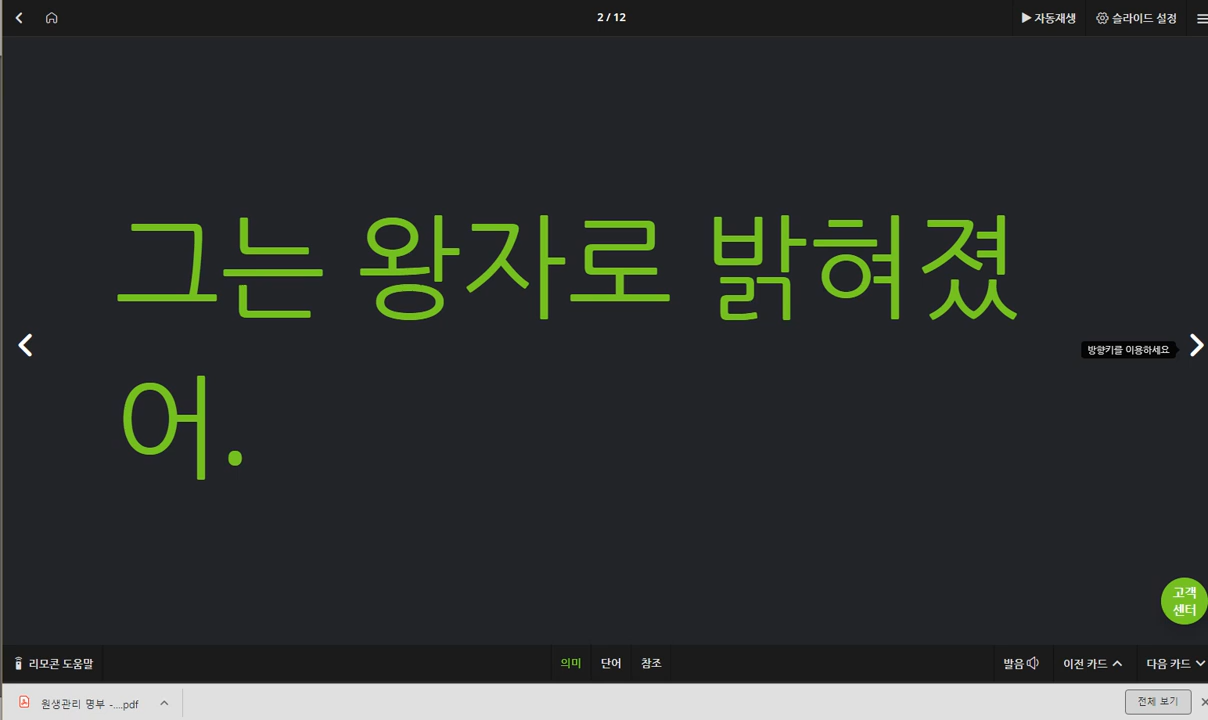 2 / 12
자동재생
슬라이드 설정
그는 왕자로 밝혀졌
어.
방향키를 이용하세요
고객
센터
리모콘 도움말
의미
단어
참조
발음
이전 카드
다음 카드
원생관리 명부 -....pdf
전체 보기